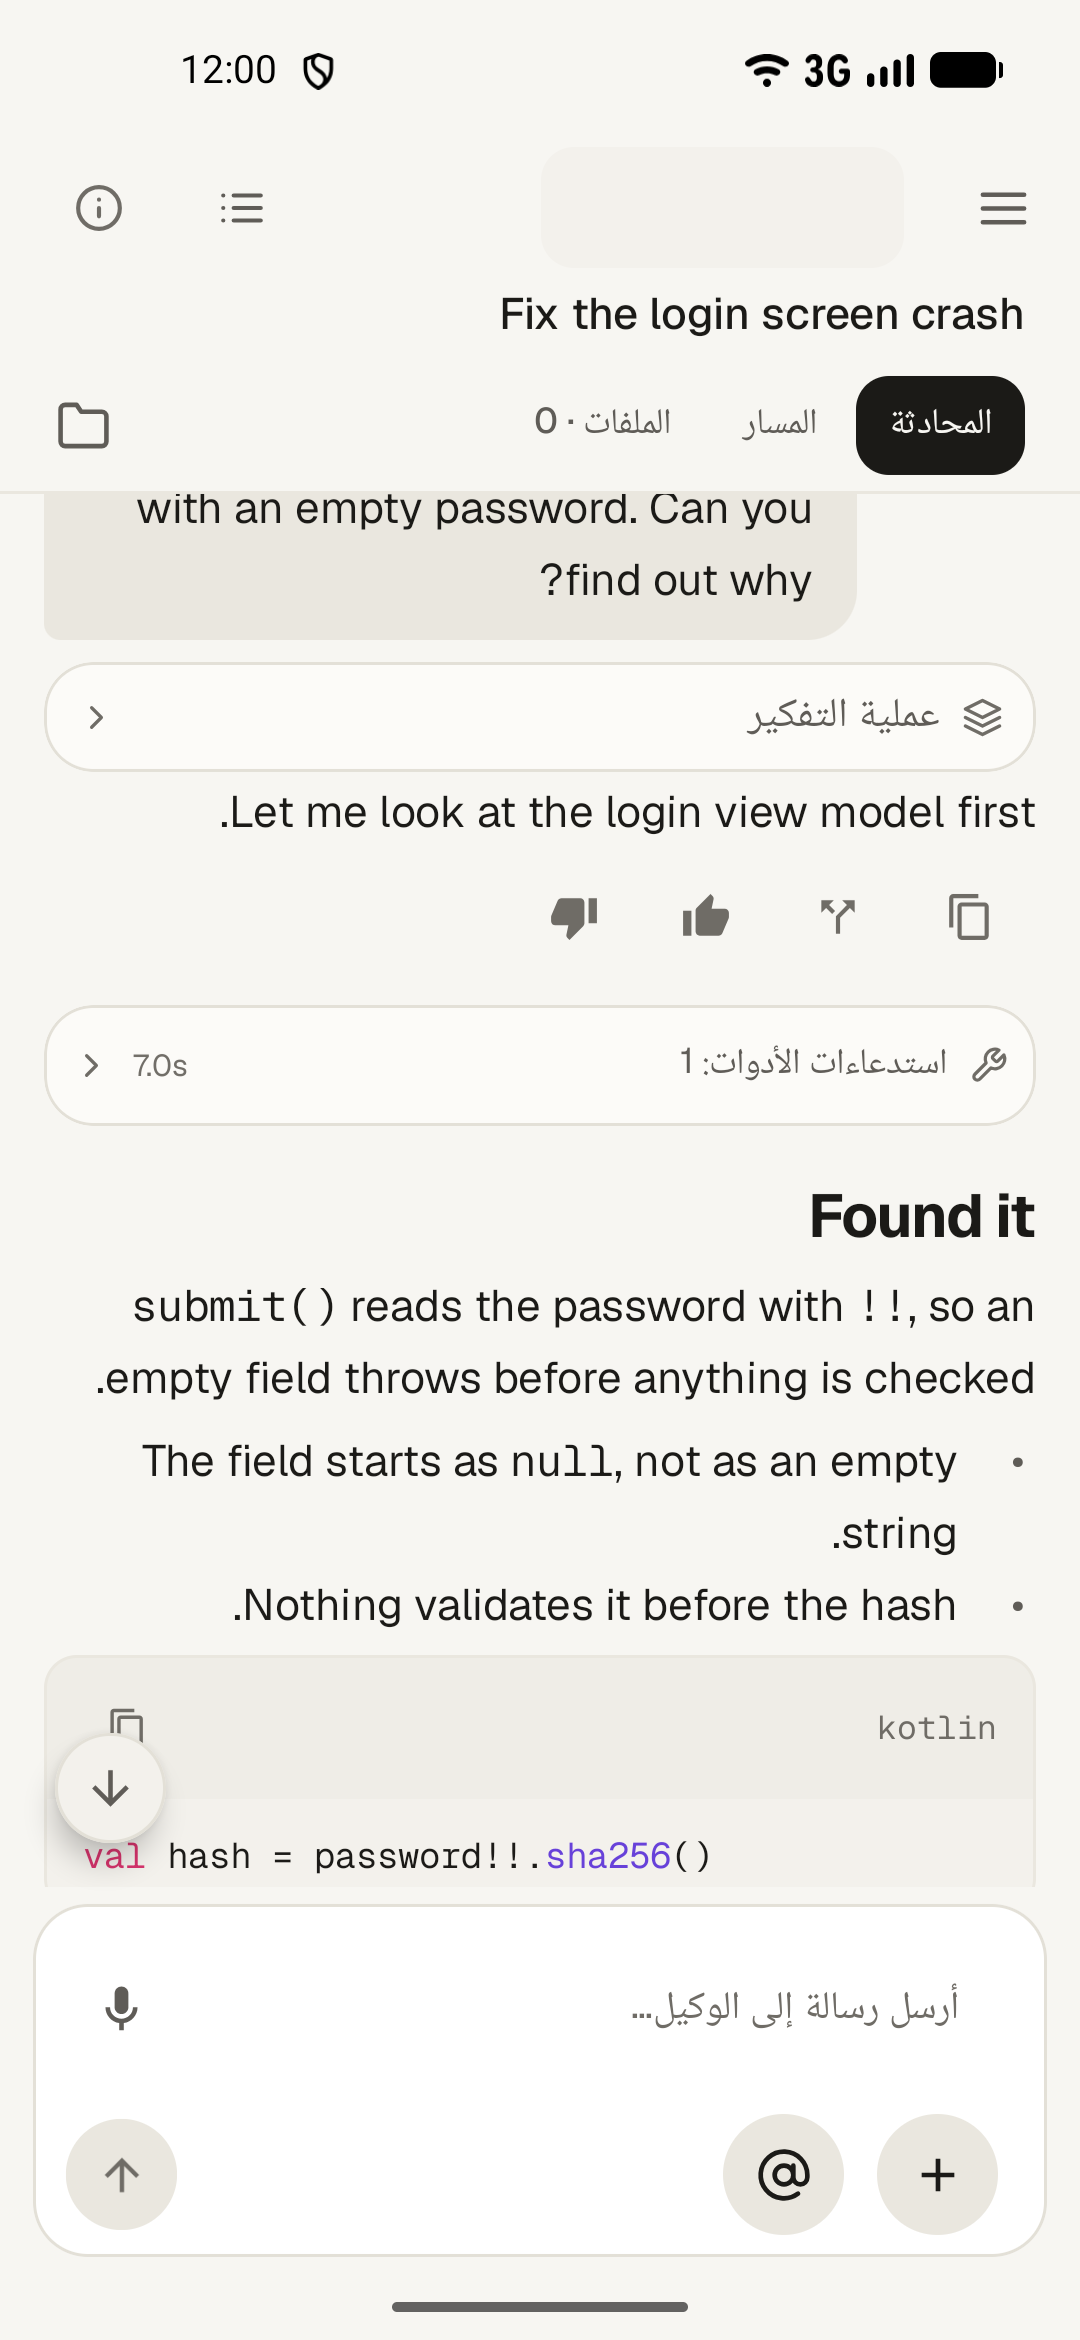 12:00
3G
Fix the login screen crash
المحادثة
المسار
الملفات · 0
with an empty password. Can you
find out why?
عملية التفكير
Let me look at the login view model first.
استدعاءات الأدوات: 1
7.0s
Found it
submit() reads the password with !!, so an
empty field throws before anything is checked.
• The field starts as null, not as an empty
string.
• Nothing validates it before the hash.
kotlin
val hash = password!!.sha256()
أرسل رسالة إلى الوكيل...